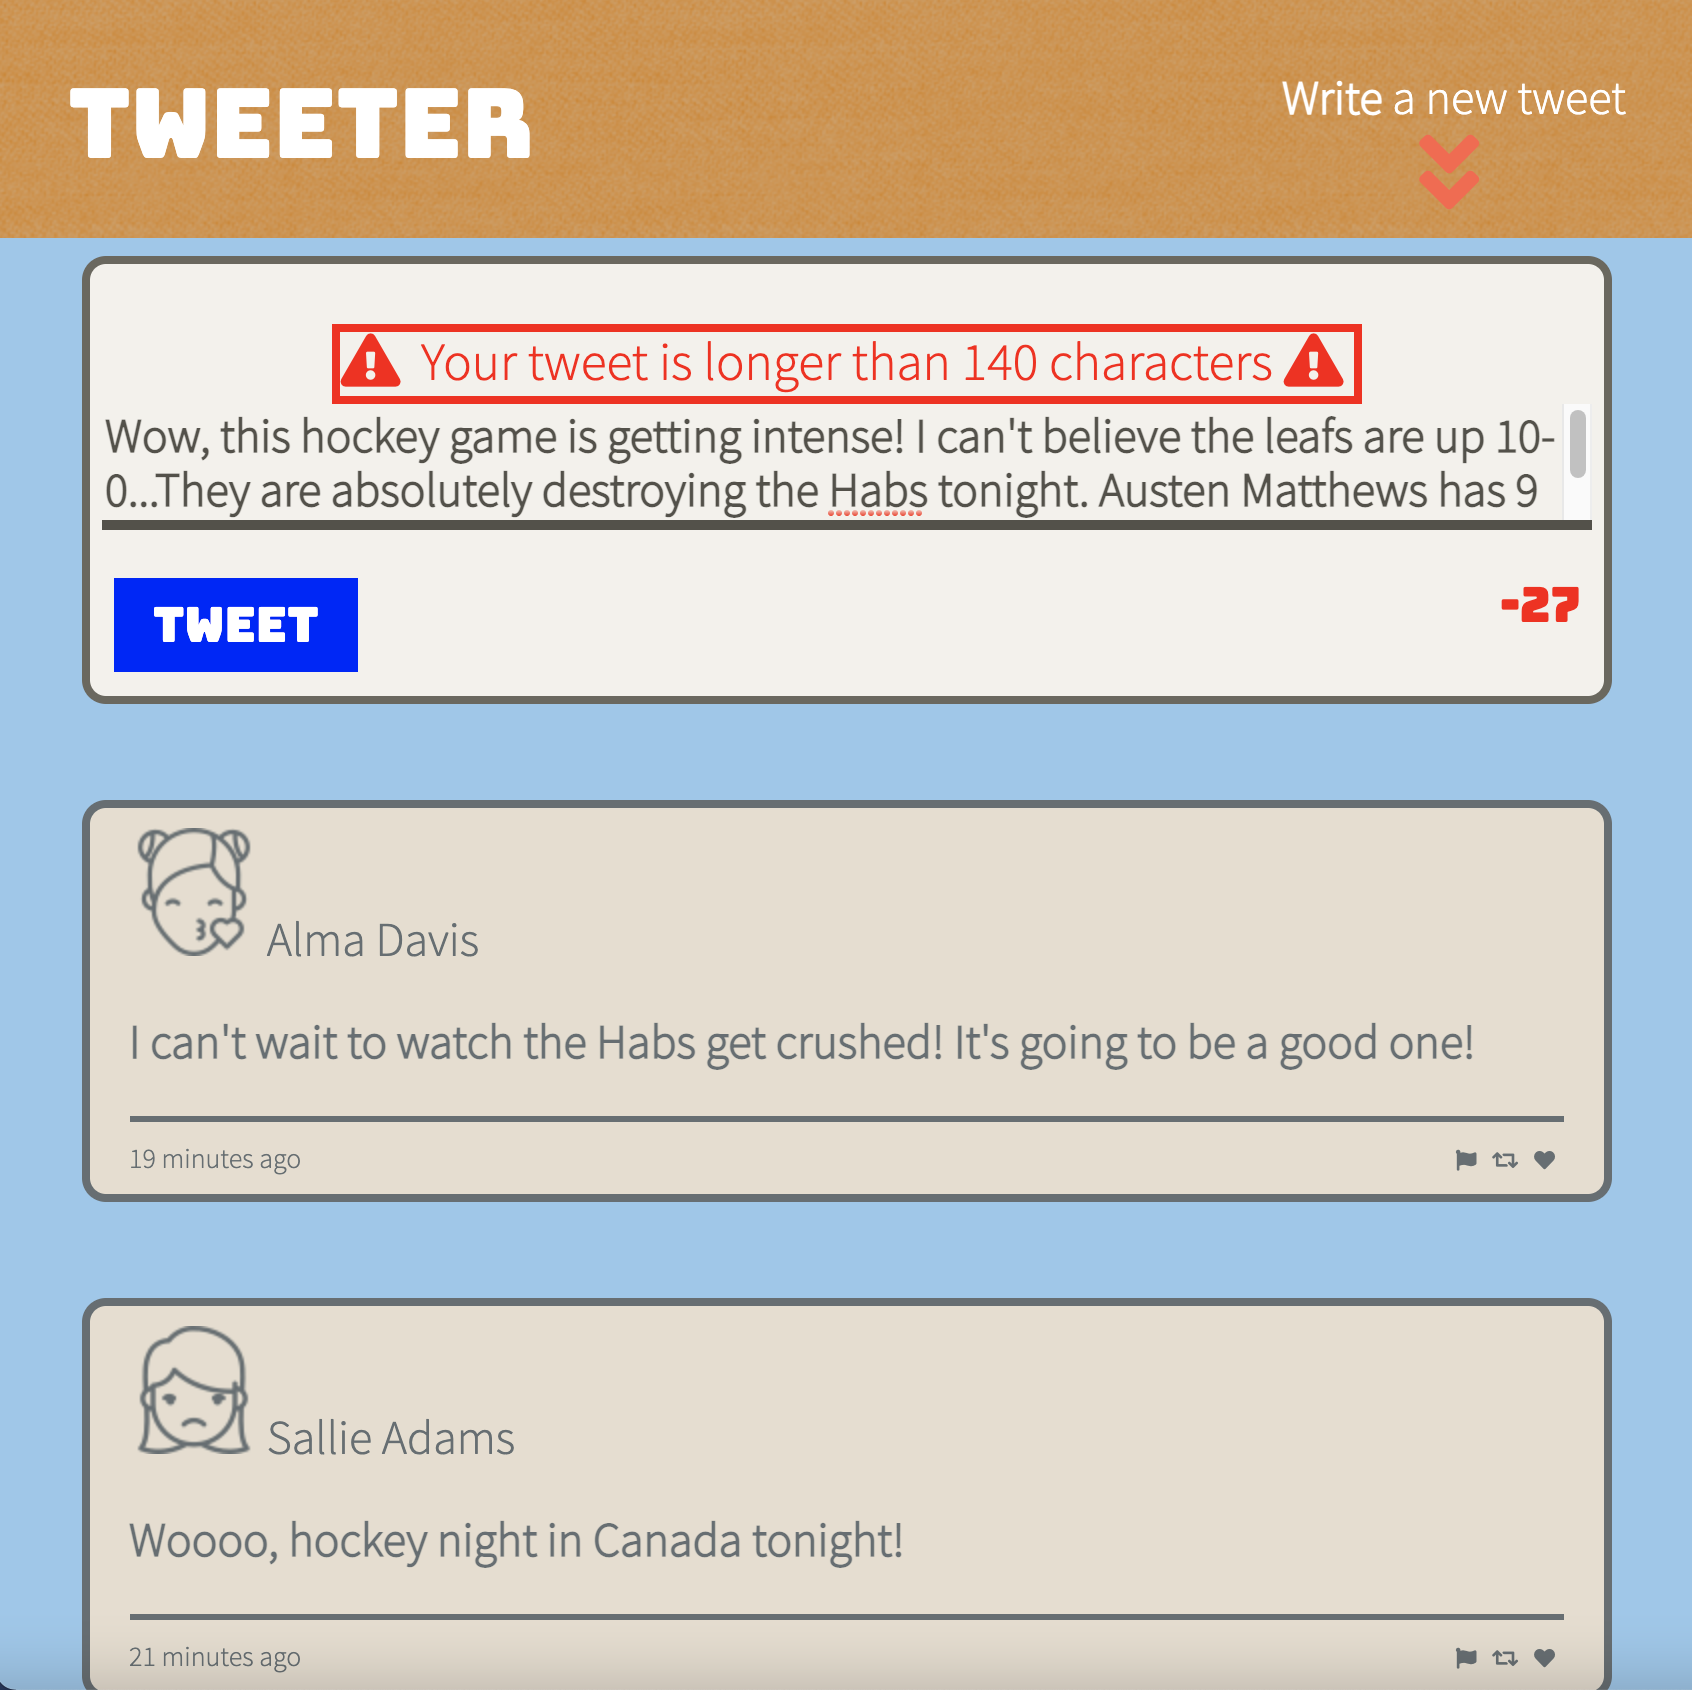 TWEETER
Write a new tweet
Your tweet is longer than 140 characters
Wow, this hockey game is getting intense! I can't believe the leafs are up 10-
0...They are absolutely destroying the Habs tonight. Austen Matthews has 9
TWEET
-27
Alma Davis
I can't wait to watch the Habs get crushed! It's going to be a good one!
19 minutes ago
Sallie Adams
Woooo, hockey night in Canada tonight!
21 minutes ago